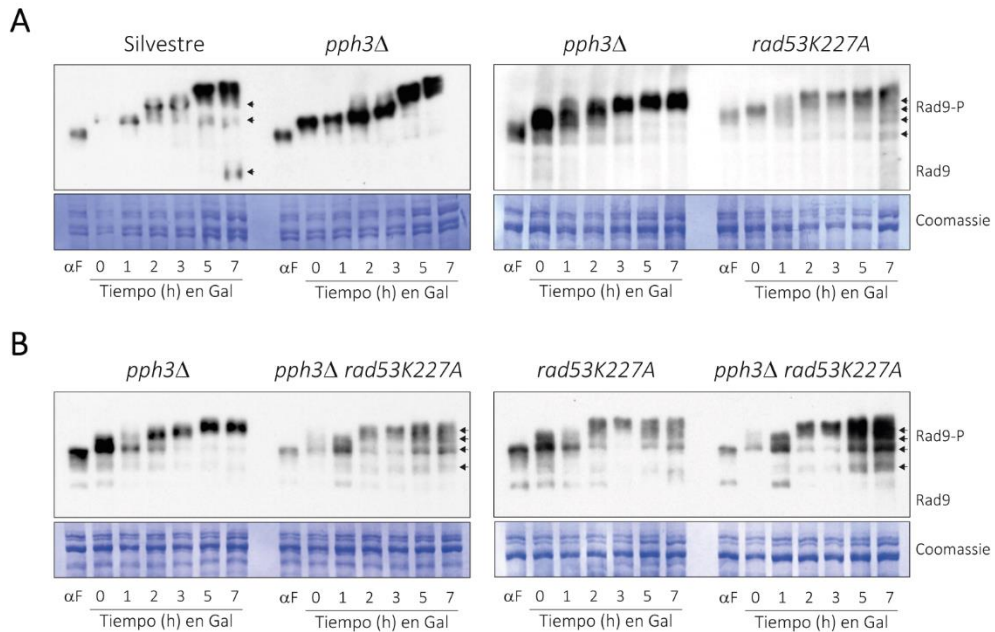 A
Silvestre pph3Δ pph3Δ rad53K227A
Rad9-P
Rad9
Coomassie
αF 0 1 2 3 5 7 αF 0 1 2 3 5 7 αF 0 1 2 3 5 7 αF 0 1 2 3 5 7
Tiempo (h) en Gal Tiempo (h) en Gal Tiempo (h) en Gal Tiempo (h) en Gal
B
pph3Δ pph3Δ rad53K227A rad53K227A pph3Δ rad53K227A
Rad9-P
Rad9
Coomassie
αF 0 1 2 3 5 7 αF 0 1 2 3 5 7 αF 0 1 2 3 5 7 αF 0 1 2 3 5 7
Tiempo (h) en Gal Tiempo (h) en Gal Tiempo (h) en Gal Tiempo (h) en Gal